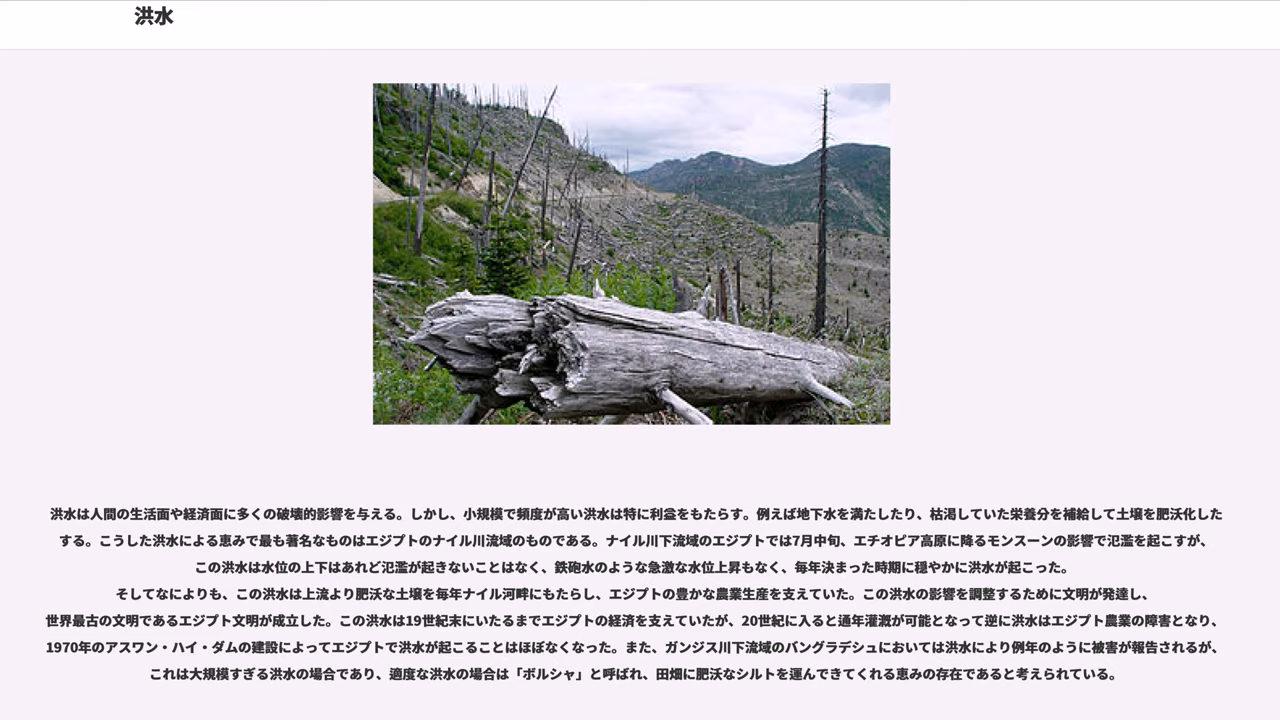 洪水
洪水は人間の生活面や経済面に多くの破壊的影響を与える。しかし、小規模で頻度が高い洪水は特に利益をもたらす。例えば地下水を満たしたり、枯渇していた栄養分を補給して土壌を肥沃化した
する。こうした洪水による恵みで最も著名なものはエジプトのナイル川流域のものである。ナイル川下流域のエジプトでは7月中旬、エチオピア高原に降るモンスーンの影響で氾濫を起こすが、
この洪水は水位の上下はあれど氾濫が起きないことはなく、鉄砲水のような急激な水位上昇もなく、毎年決まった時期に穏やかに洪水が起こった。
そしてなによりも、この洪水は上流より肥沃な土壌を毎年ナイル河畔にもたらし、エジプトの豊かな農業生産を支えていた。この洪水の影響を調整するために文明が発達し、
世界最古の文明であるエジプト文明が成立した。この洪水は19世紀末にいたるまでエジプトの経済を支えていたが、20世紀に入ると通年灌漑が可能となって逆に洪水はエジプト農業の障害となり、
1970年のアスワン・ハイ・ダムの建設によってエジプトで洪水が起こることはほぼなくなった。また、ガンジス川下流域のバングラデシュにおいては洪水により例年のように被害が報告されるが、
これは大規模すぎる洪水の場合であり、適度な洪水の場合は「ボルシャ」と呼ばれ、田畑に肥沃なシルトを運んできてくれる恵みの存在であると考えられている。